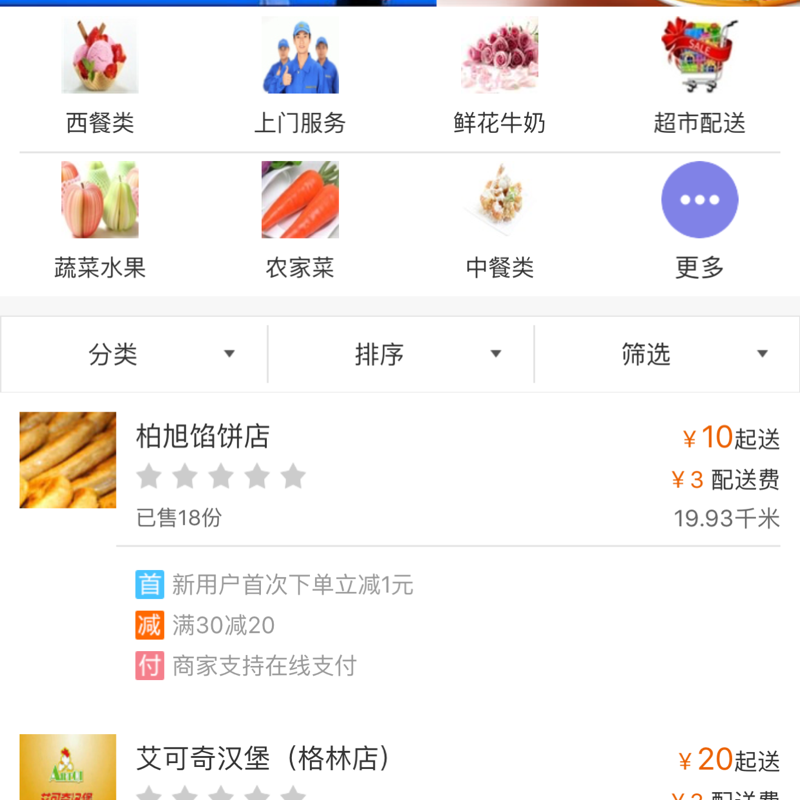 SALE
西餐类
上门服务
鲜花牛奶
超市配送
蔬菜水果
农家菜
中餐类
更多
分类
排序
筛选
柏旭馅饼店
¥10起送
¥3 配送费
已售18份
19.93千米
首 新用户首次下单立减1元
减 满30减20
付 商家支持在线支付
艾可奇汉堡（格林店）
¥20起送